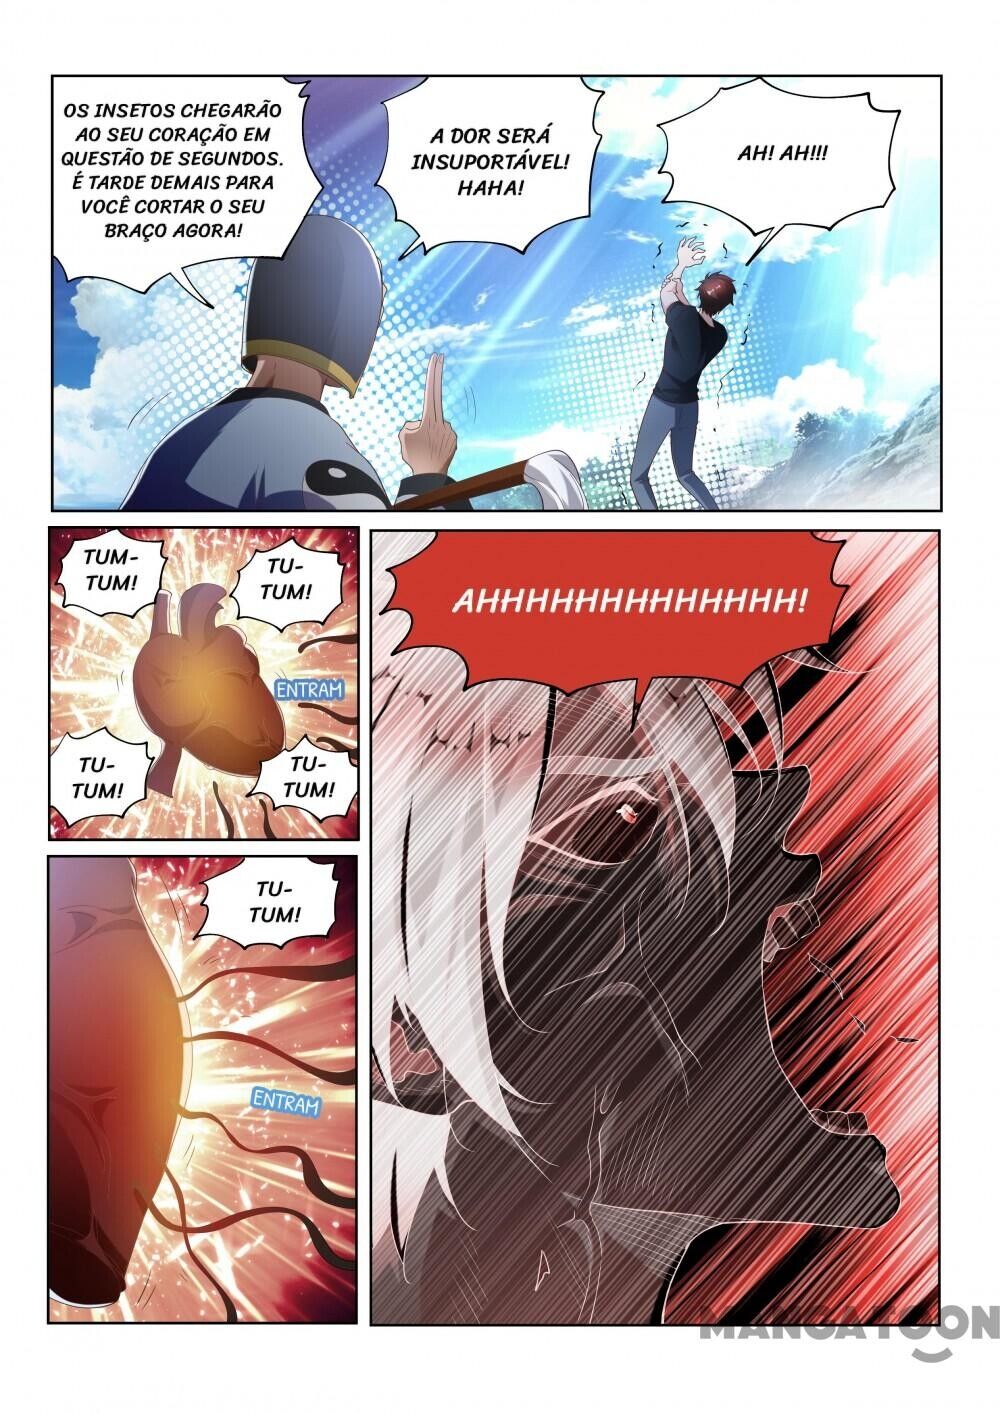 OS INSETOS CHEGARÃO
AO SEU CORAÇÃO EM
QUESTÃO DE SEGUNDOS.
É TARDE DEMAIS PARA
VOCÊ CORTAR O SEU
BRAÇO AGORA!
A DOR SERÁ
INSUPORTÁVEL!
HAHA!
AH! AH!!!
TUM-
TUM!
TU-
TUM!
ENTRAM
TU-
TUM!
TU-
TUM!
AHHHHHHHHHHHHHH!
TU-
TUM!
ENTRAM
MANGATOON